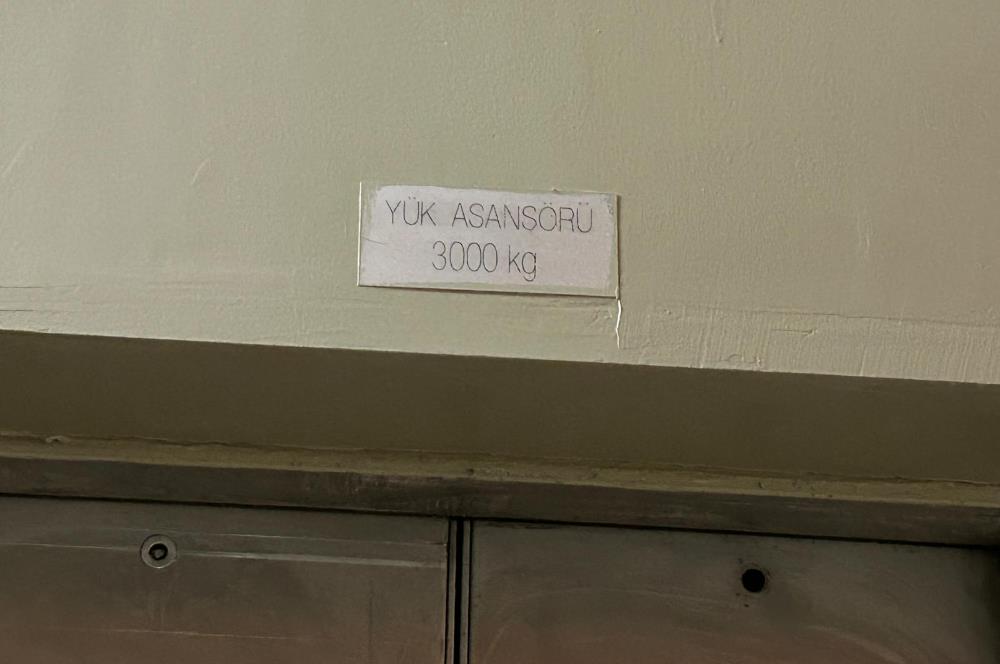 YÜK ASANSÖRÜ
3000 kg